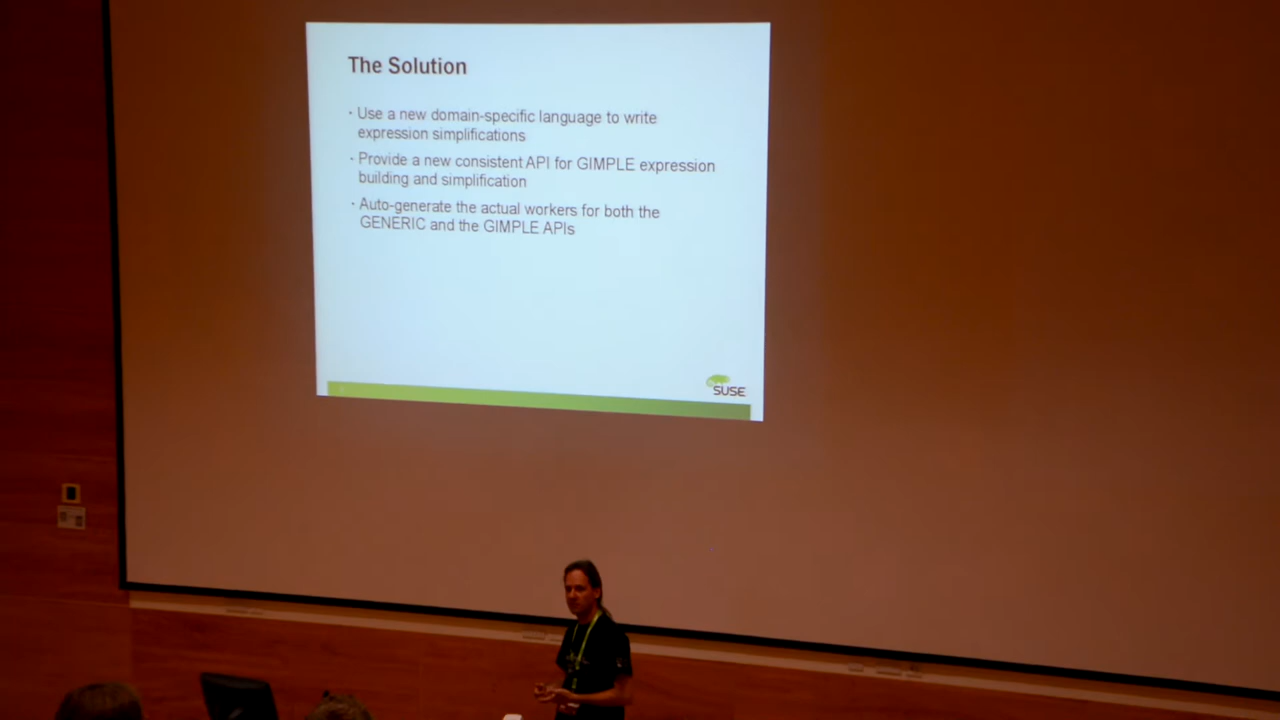 The Solution
· Use a new domain-specific language to write
expression simplifications
· Provide a new consistent API for GIMPLE expression
building and simplification
· Auto-generate the actual workers for both the
GENERIC and the GIMPLE APIs
SUSE